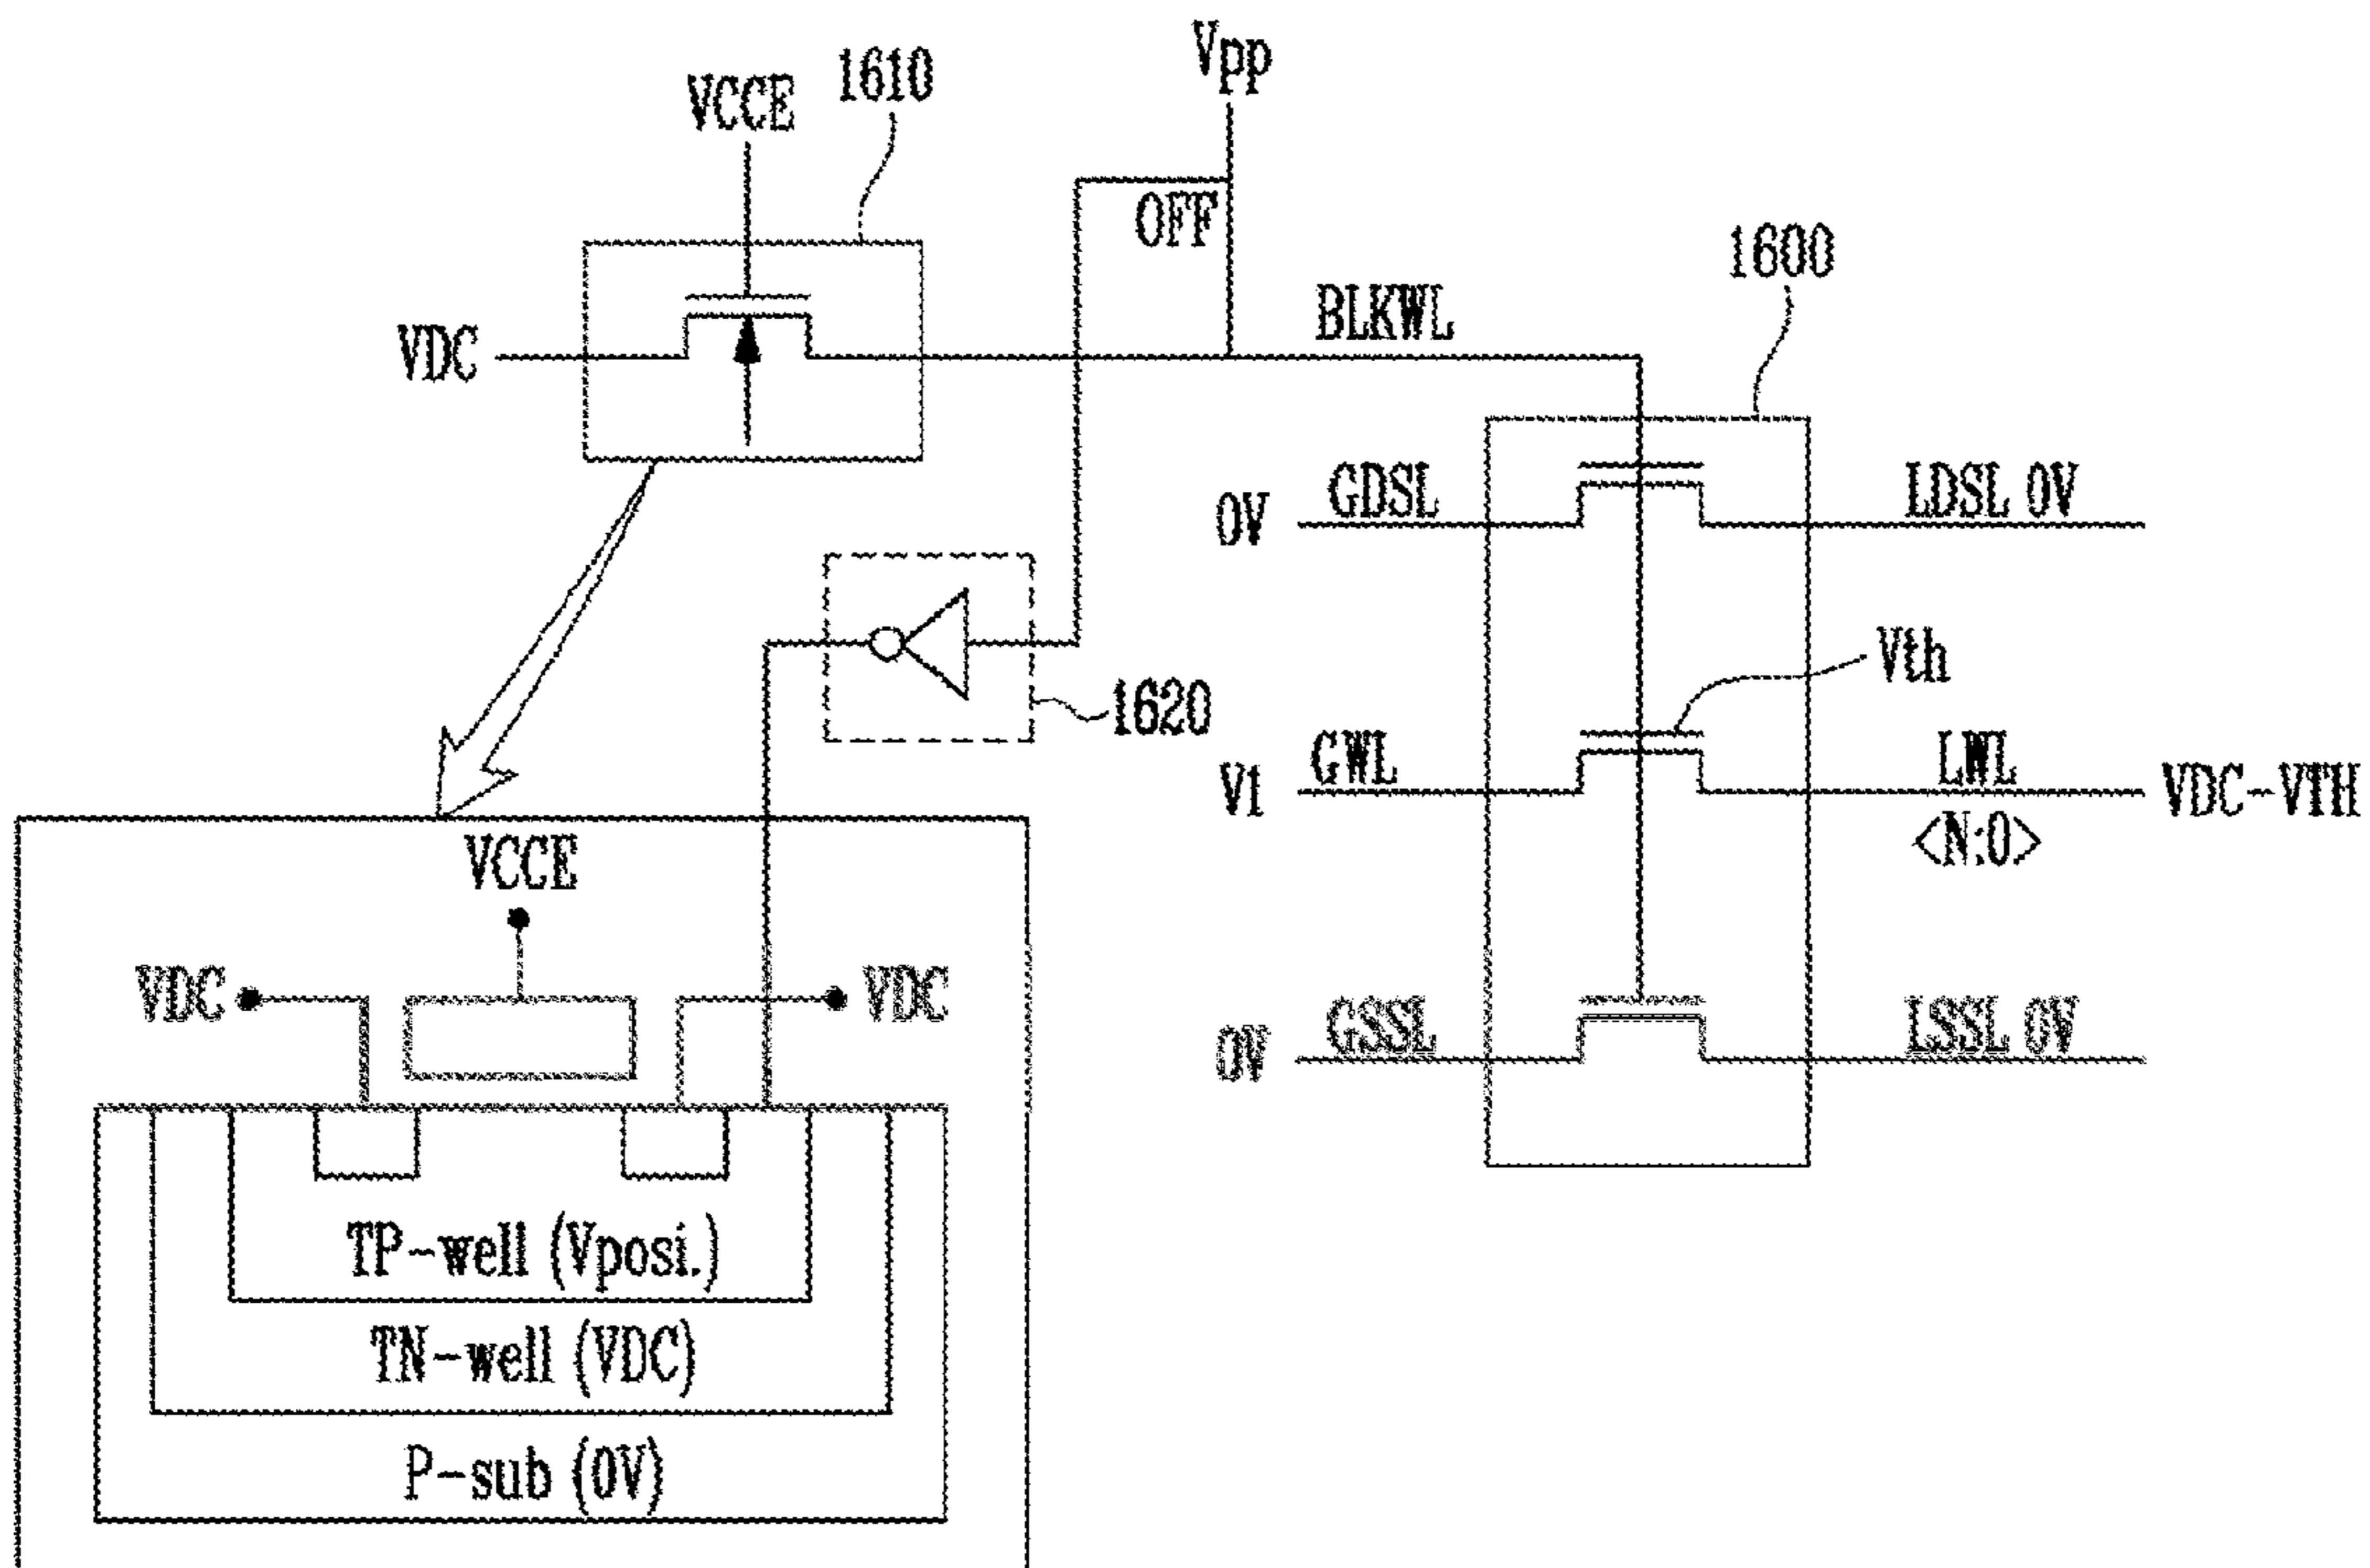 Vpp
1610
VCCE
OFF
1600
BLKWL
VDC
0V GDSL LDSL 0V
Vth
1620
V1 GWL LWL VDC-VTH
<N:0>
VCCE
VDC VDC
0V GSSL LSSL 0V
TP-well (Vposi.)
TN-well (VDC)
P-sub (0V)